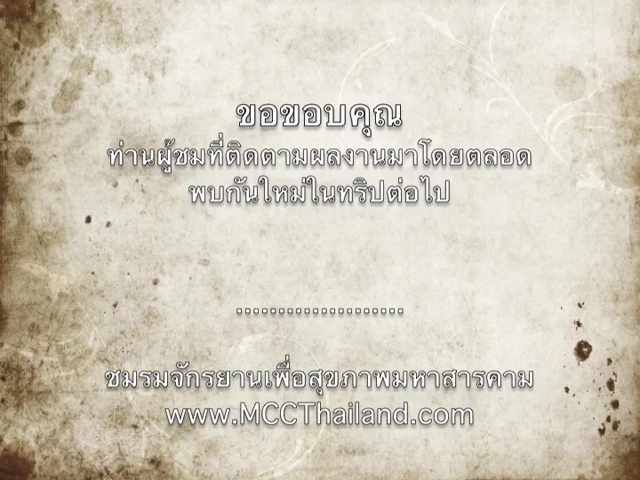 ขอขอบคุณ
ท่านผู้ชมที่ติดตามผลงานมาโดยตลอด
พบกันใหม่ในทริปต่อไป
.....................
ชมรมจักรยานเพื่อสุขภาพมหาสารคาม
www.MCCThailand.com